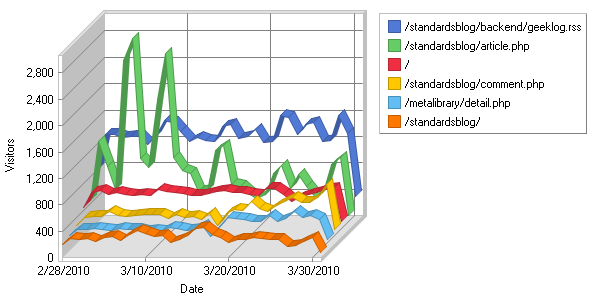 /standardsblog/backend/geeklog.rss
/standardsblog/article.php
/
/standardsblog/comment.php
/metalibrary/detail.php
/standardsblog/
Visitors
2,800
2,400
2,000
1,600
1,200
800
400
0
2/28/2010 3/10/2010 3/20/2010 3/30/2010
Date